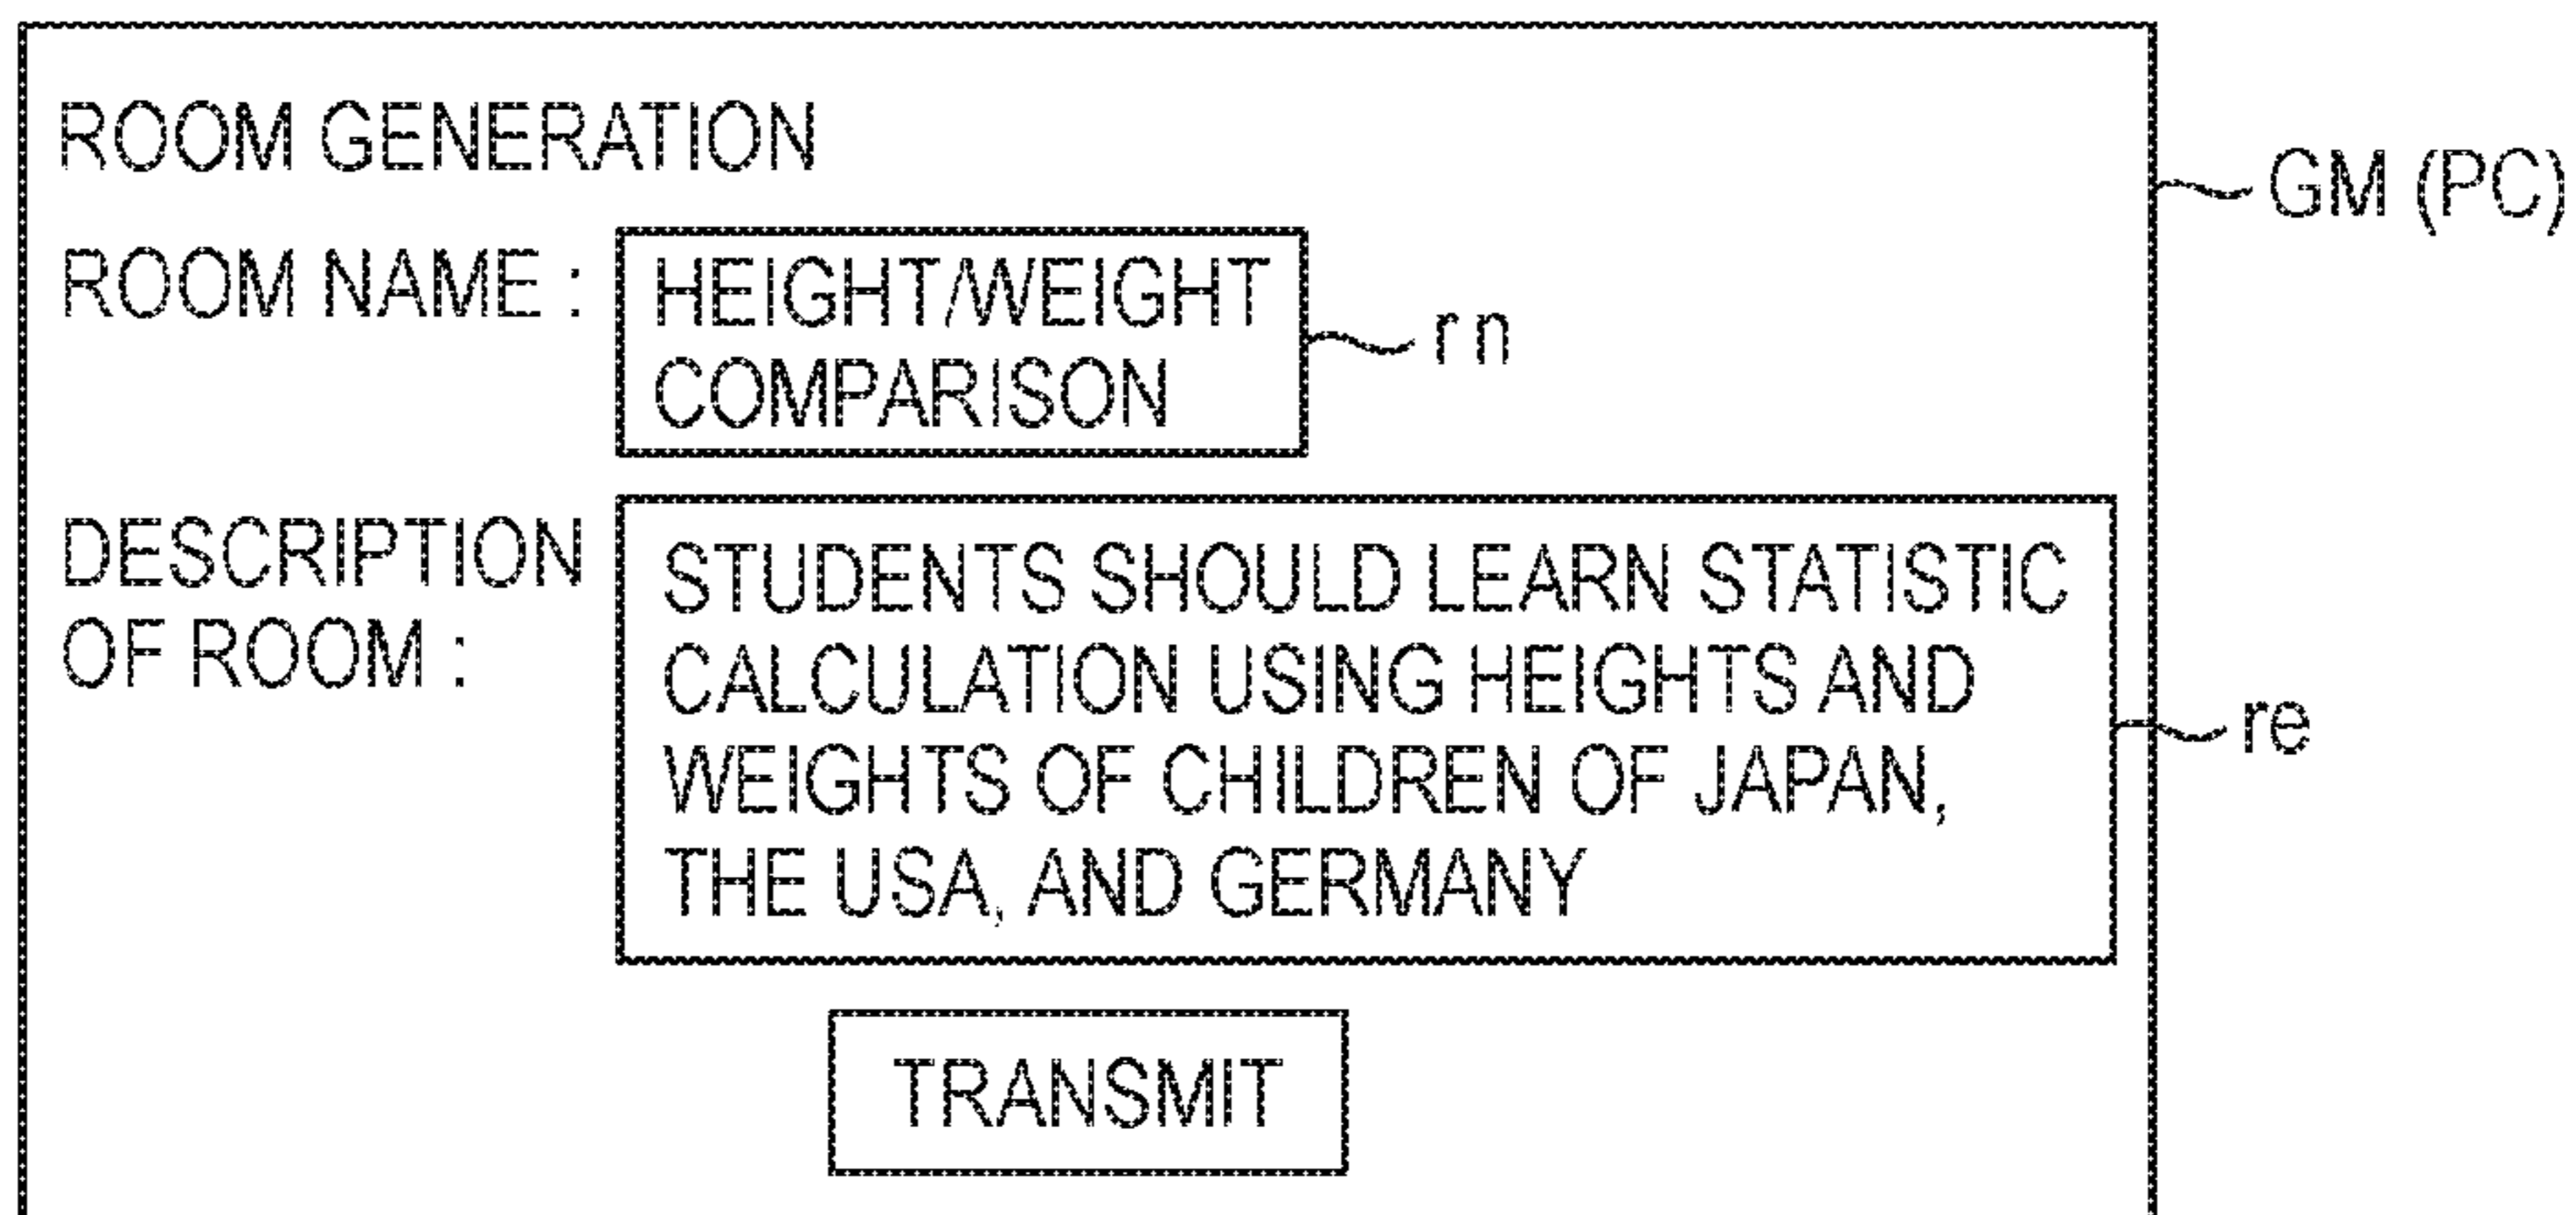 ROOM GENERATION
GM (PC)
ROOM NAME :
HEIGHT/WEIGHT
COMPARISON
rn
DESCRIPTION
OF ROOM :
STUDENTS SHOULD LEARN STATISTIC
CALCULATION USING HEIGHTS AND
WEIGHTS OF CHILDREN OF JAPAN,
THE USA, AND GERMANY
re
TRANSMIT